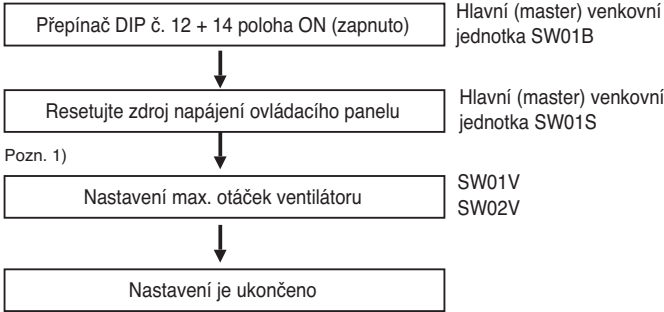 Přepínač DIP č. 12 + 14 poloha ON (zapnuto)
Hlavní (master) venkovní
jednotka SW01B
Resetujte zdroj napájení ovládacího panelu
Hlavní (master) venkovní
jednotka SW01S
Pozn. 1)
Nastavení max. otáček ventilátoru
SW01V
SW02V
Nastavení je ukončeno